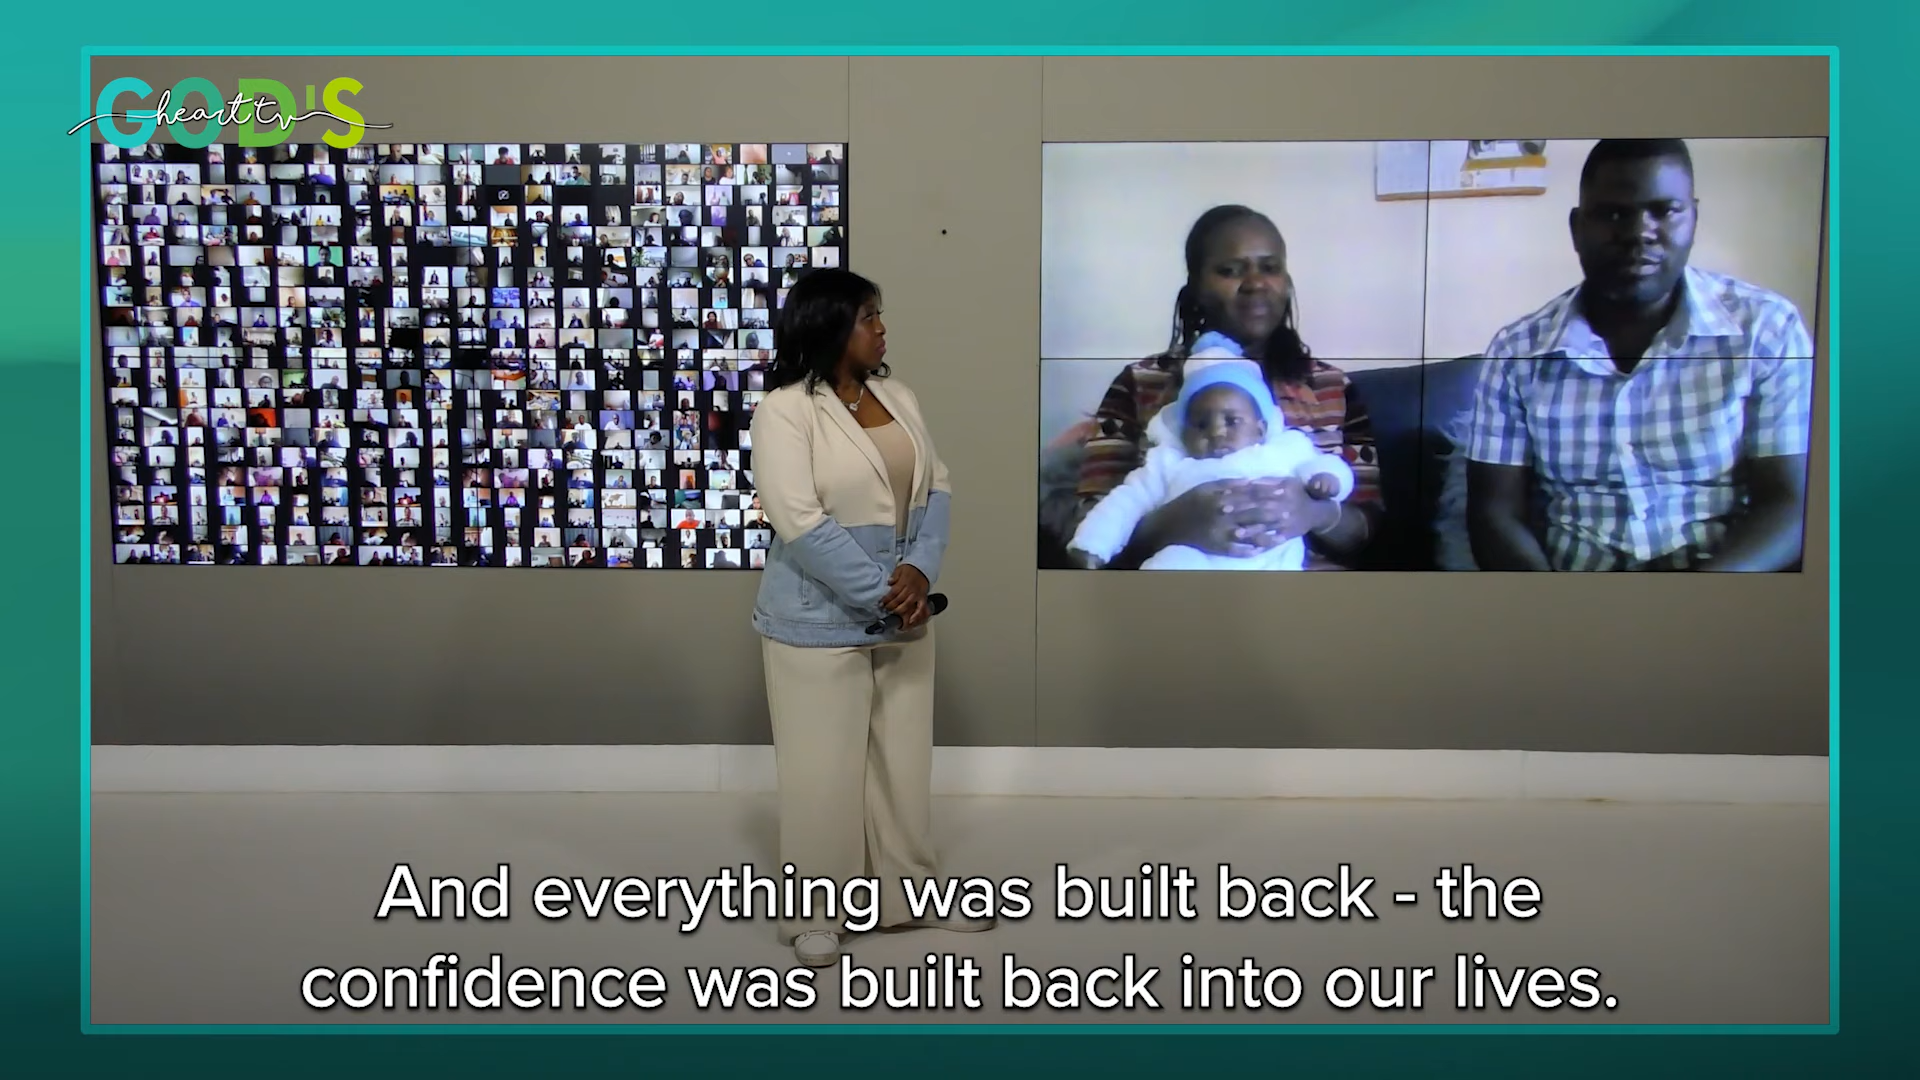 GOD'S
heart tv
And everything was built back - the
confidence was built back into our lives.